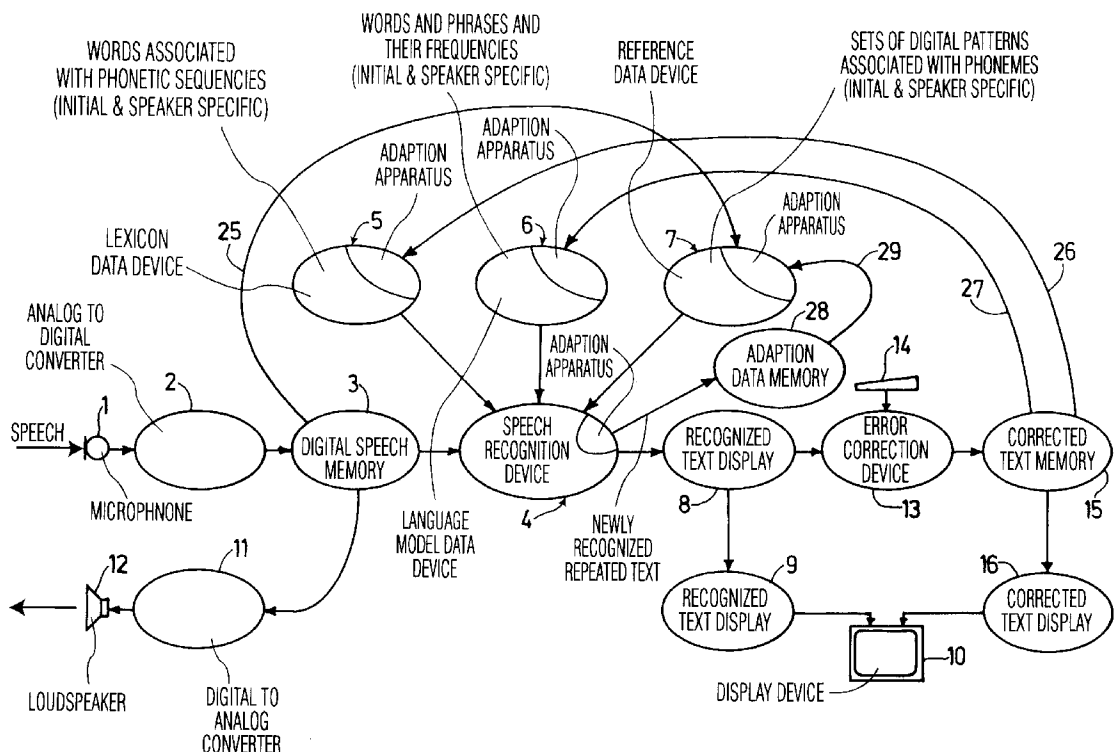 WORDS ASSOCIATED
WITH PHONETIC SEQUENCIES
(INITIAL & SPEAKER SPECIFIC)
WORDS AND PHRASES AND
THEIR FREQUENCIES
(INITIAL & SPEAKER SPECIFIC)
REFERENCE
DATA DEVICE
SETS OF DIGITAL PATTERNS
ASSOCIATED WITH PHONEMES
(INITAL & SPEAKER SPECIFIC)
ADAPTION
APPARATUS
ADAPTION
APPARATUS
ADAPTION
APPARATUS
25
5
6
7
29
26
27
LEXICON
DATA DEVICE
ANALOG TO
DIGITAL
CONVERTER
28
ADAPTION
DATA MEMORY
ADAPTION
APPARATUS
14
SPEECH
1
2
3
DIGITAL SPEECH
MEMORY
SPEECH
RECOGNITION
DEVICE
4
RECOGNIZED
TEXT DISPLAY
8
ERROR
CORRECTION
DEVICE
13
CORRECTED
TEXT MEMORY
15
MICROPHNONE
LANGUAGE
MODEL DATA
DEVICE
NEWLY
RECOGNIZED
REPEATED TEXT
12
11
9
RECOGNIZED
TEXT DISPLAY
16
CORRECTED
TEXT DISPLAY
10
DISPLAY DEVICE
LOUDSPEAKER
DIGITAL TO
ANALOG
CONVERTER